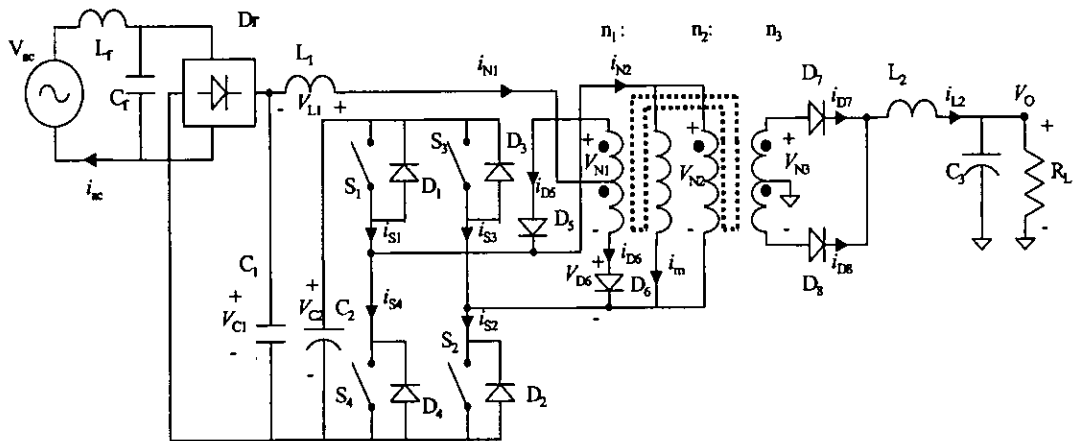 Dr
n₁: n₂: n₃
V_ac L_f L₁ i_N1 i_N2 D₇ L₂
C_f - V_L1 + i_D7 i_L2 V_O
S₃ D₃ + V_N1 + V_N2 + V_N3 +
S₁ D₁ i_D5 C₃ R_L
i_ac D₅ - - - -
i_S1 i_S3 i_D6 i_D8
C₁ V_D6 + D₆ i_m D₈
+ V_C1 - + V_C2 - C₂ i_S4 i_S2 -
S₂
S₄ D₄ D₂